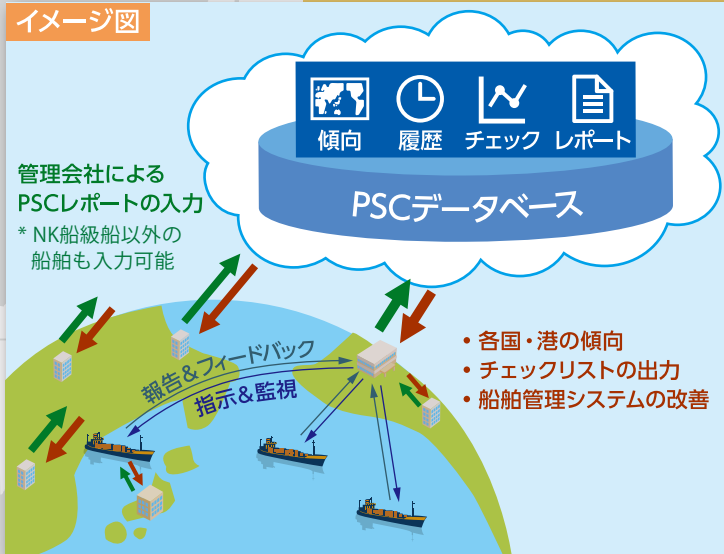 イメージ図
傾向 履歴 チェック レポート
PSCデータベース
管理会社による
PSCレポートの入力
* NK船級船以外の
船舶も入力可能
報告&フィードバック
指示&監視
・各国・港の傾向
・チェックリストの出力
・船舶管理システムの改善